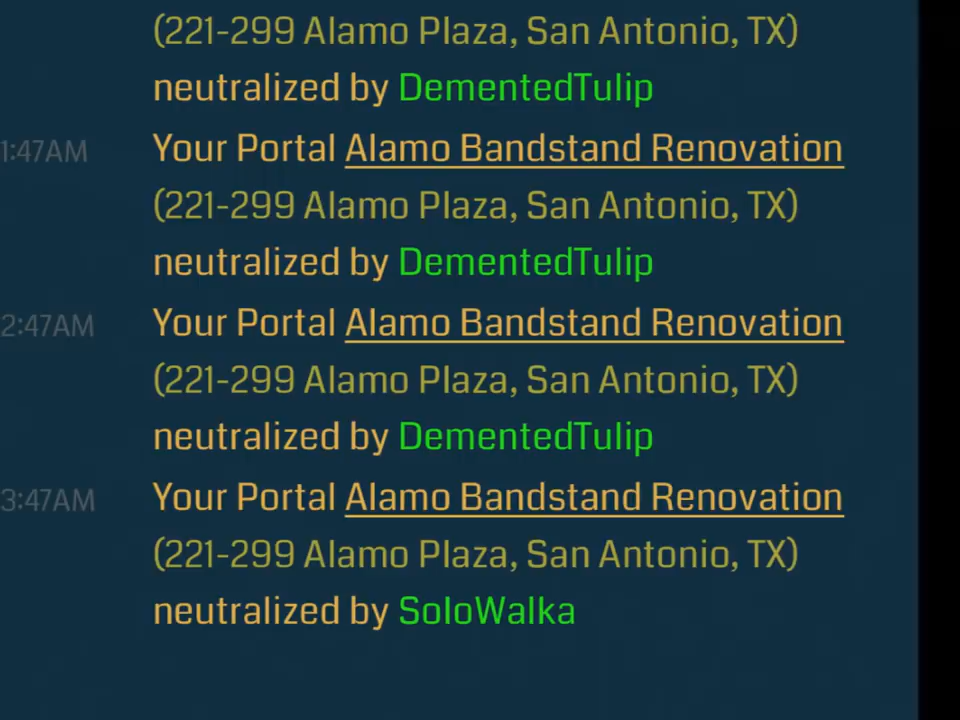 (221-299 Alamo Plaza, San Antonio, TX)
neutralized by DementedTulip
1:47AM Your Portal Alamo Bandstand Renovation
(221-299 Alamo Plaza, San Antonio, TX)
neutralized by DementedTulip
2:47AM Your Portal Alamo Bandstand Renovation
(221-299 Alamo Plaza, San Antonio, TX)
neutralized by DementedTulip
3:47AM Your Portal Alamo Bandstand Renovation
(221-299 Alamo Plaza, San Antonio, TX)
neutralized by SoloWalka